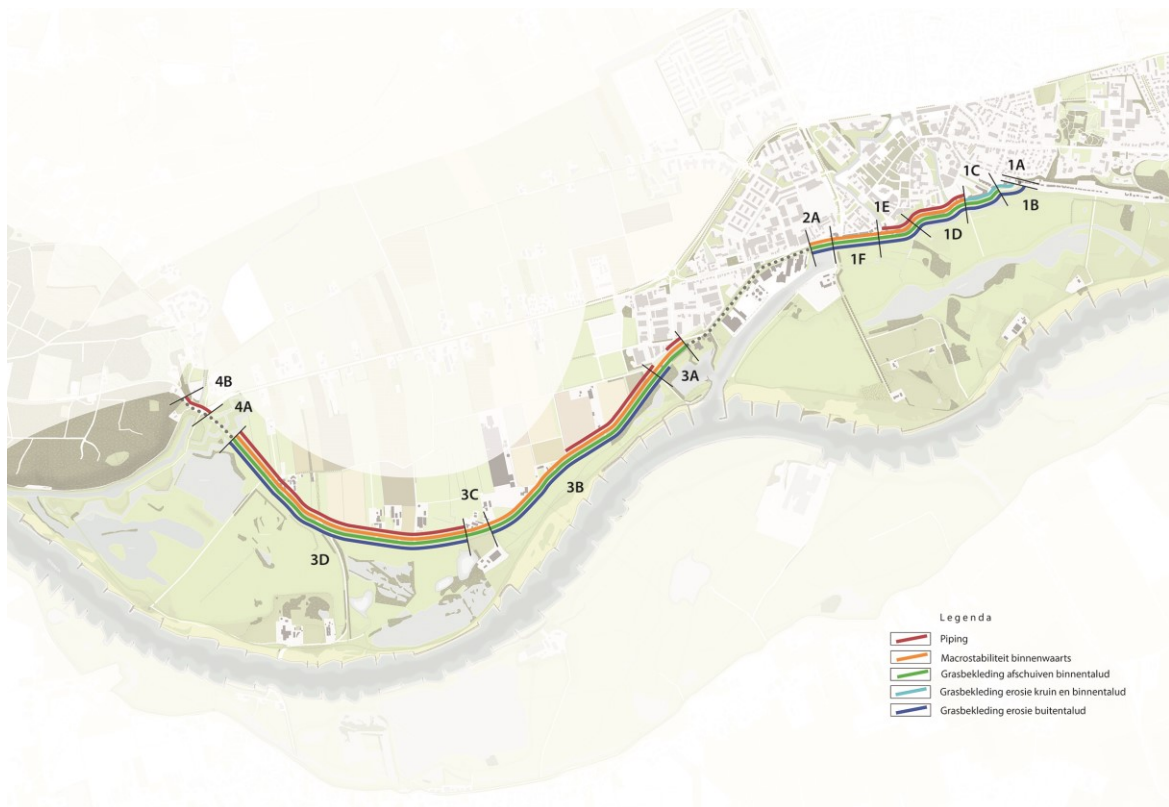 1A
1C
1B
1E
2A
1D
1F
3A
4B
4A
3C
3B
3D
Legenda
Piping
Macrostabiliteit binnenwaarts
Grasbekleding afschuiven binnentalud
Grasbekleding erosie kruin en binnentalud
Grasbekleding erosie buitentalud